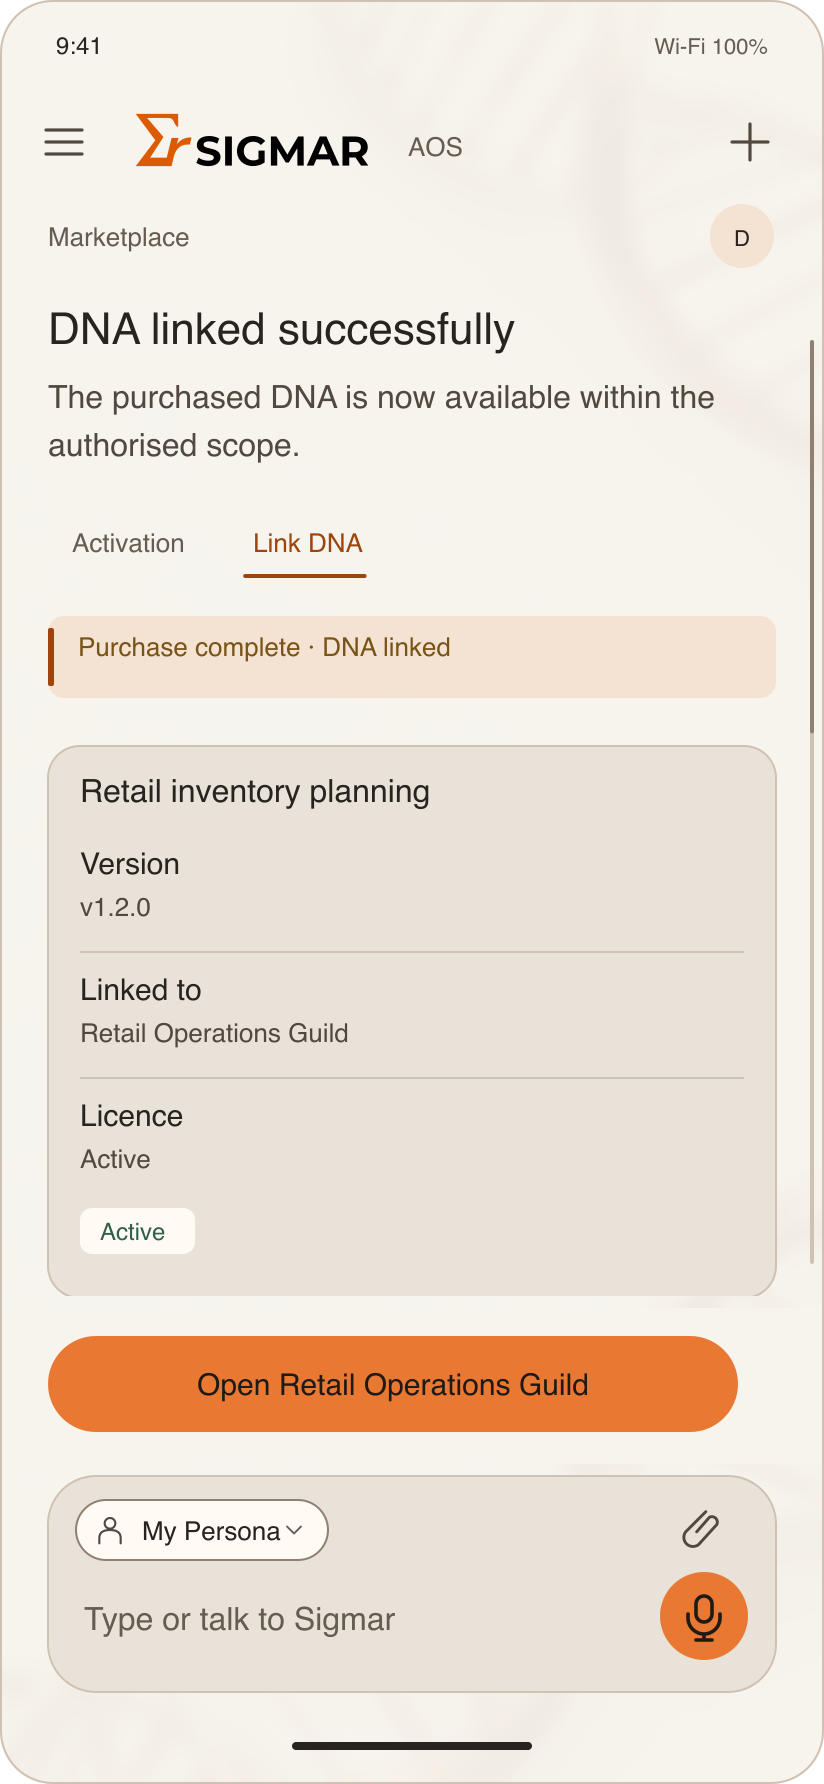 9:41
Wi-Fi 100%
Σr SIGMAR
AOS
Marketplace
D
DNA linked successfully
The purchased DNA is now available within the
authorised scope.
Activation
Link DNA
Purchase complete · DNA linked
Retail inventory planning
Version
v1.2.0
Linked to
Retail Operations Guild
Licence
Active
Active
Open Retail Operations Guild
My Persona
Type or talk to Sigmar